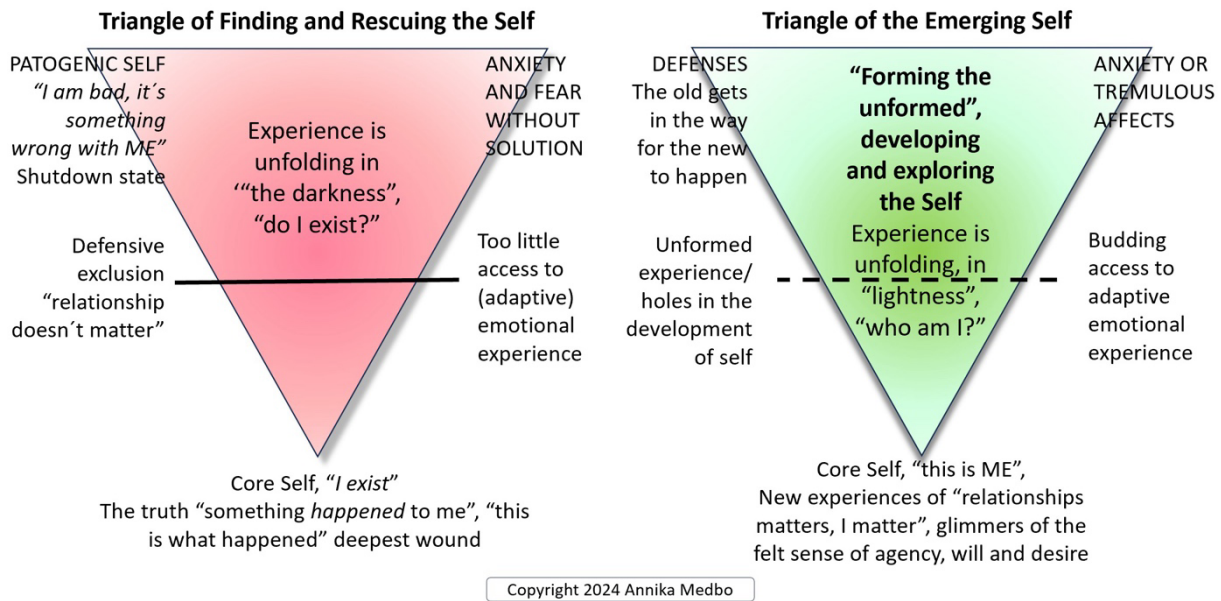 Triangle of Finding and Rescuing the Self
PATOGENIC SELF
“I am bad, it´s
something
wrong with ME”
Shutdown state
Experience is
unfolding in
‘“the darkness”,
“do I exist?”
ANXIETY
AND FEAR
WITHOUT
SOLUTION
Defensive
exclusion
“relationship
doesn´t matter”
Too little
access to
(adaptive)
emotional
experience
Core Self, “I exist”
The truth “something happened to me”, “this
is what happened” deepest wound
Triangle of the Emerging Self
DEFENSES
The old gets
in the way
for the new
to happen
“Forming the
unformed”,
developing
and exploring
the Self
Experience is
unfolding, in
“lightness”,
“who am I?”
ANXIETY OR
TREMULOUS
AFFECTS
Unformed
experience/
holes in the
development
of self
Budding
access to
adaptive
emotional
experience
Core Self, “this is ME”,
New experiences of “relationships
matters, I matter”, glimmers of the
felt sense of agency, will and desire
Copyright 2024 Annika Medbo